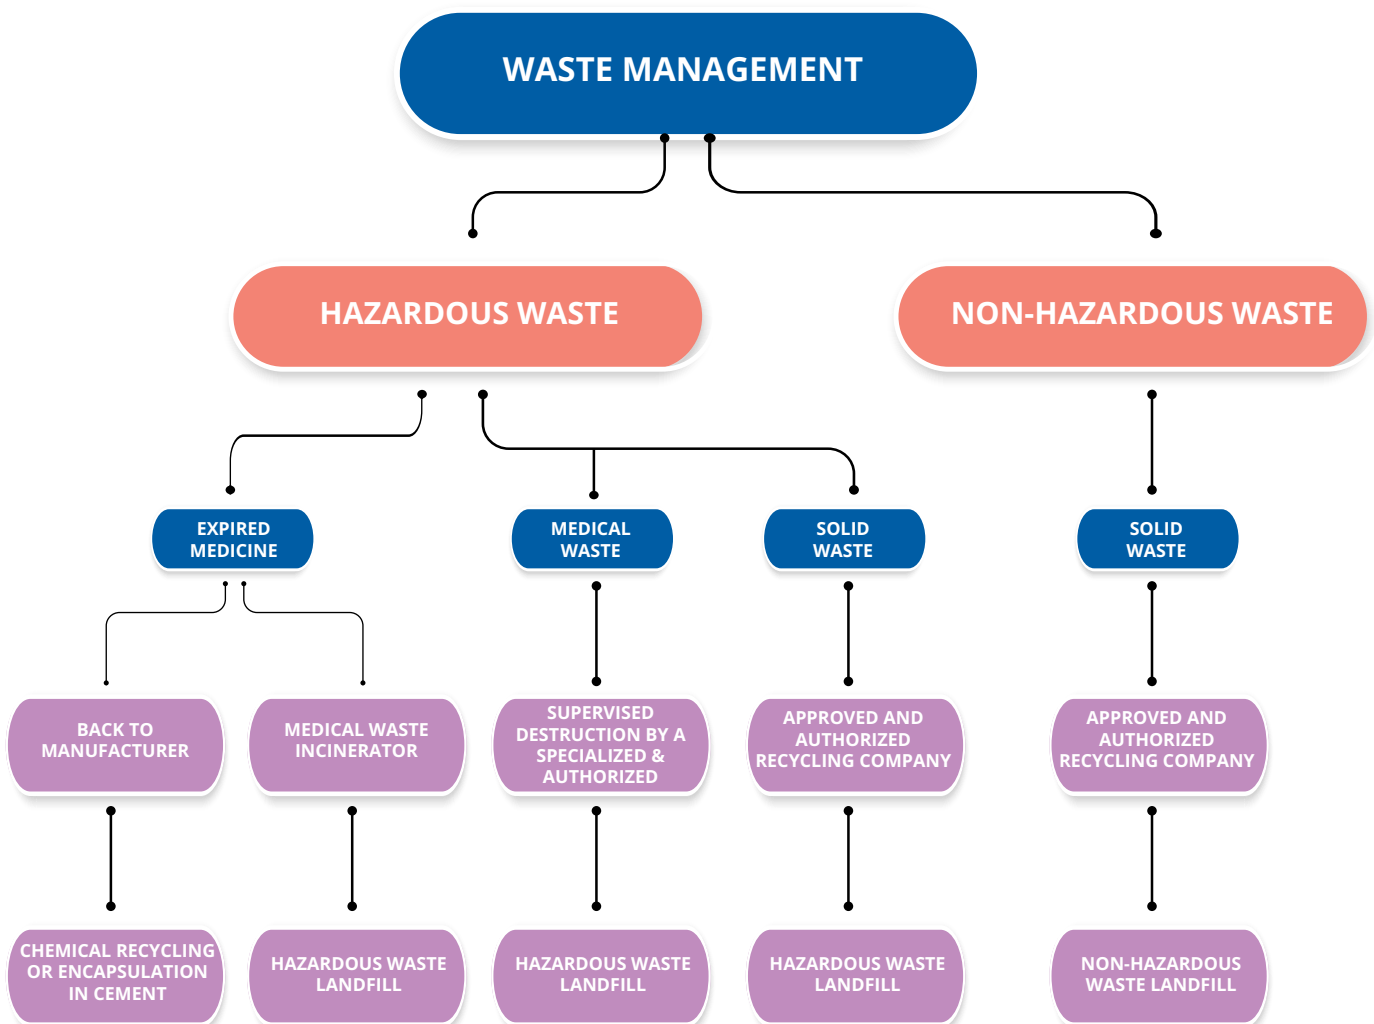 WASTE MANAGEMENT
HAZARDOUS WASTE
NON-HAZARDOUS WASTE
EXPIRED
MEDICINE
MEDICAL
WASTE
SOLID
WASTE
SOLID
WASTE
BACK TO
MANUFACTURER
MEDICAL WASTE
INCINERATOR
SUPERVISED
DESTRUCTION BY A
SPECIALIZED &
AUTHORIZED
APPROVED AND
AUTHORIZED
RECYCLING COMPANY
APPROVED AND
AUTHORIZED
RECYCLING COMPANY
CHEMICAL RECYCLING
OR ENCAPSULATION
IN CEMENT
HAZARDOUS WASTE
LANDFILL
HAZARDOUS WASTE
LANDFILL
HAZARDOUS WASTE
LANDFILL
NON-HAZARDOUS
WASTE LANDFILL